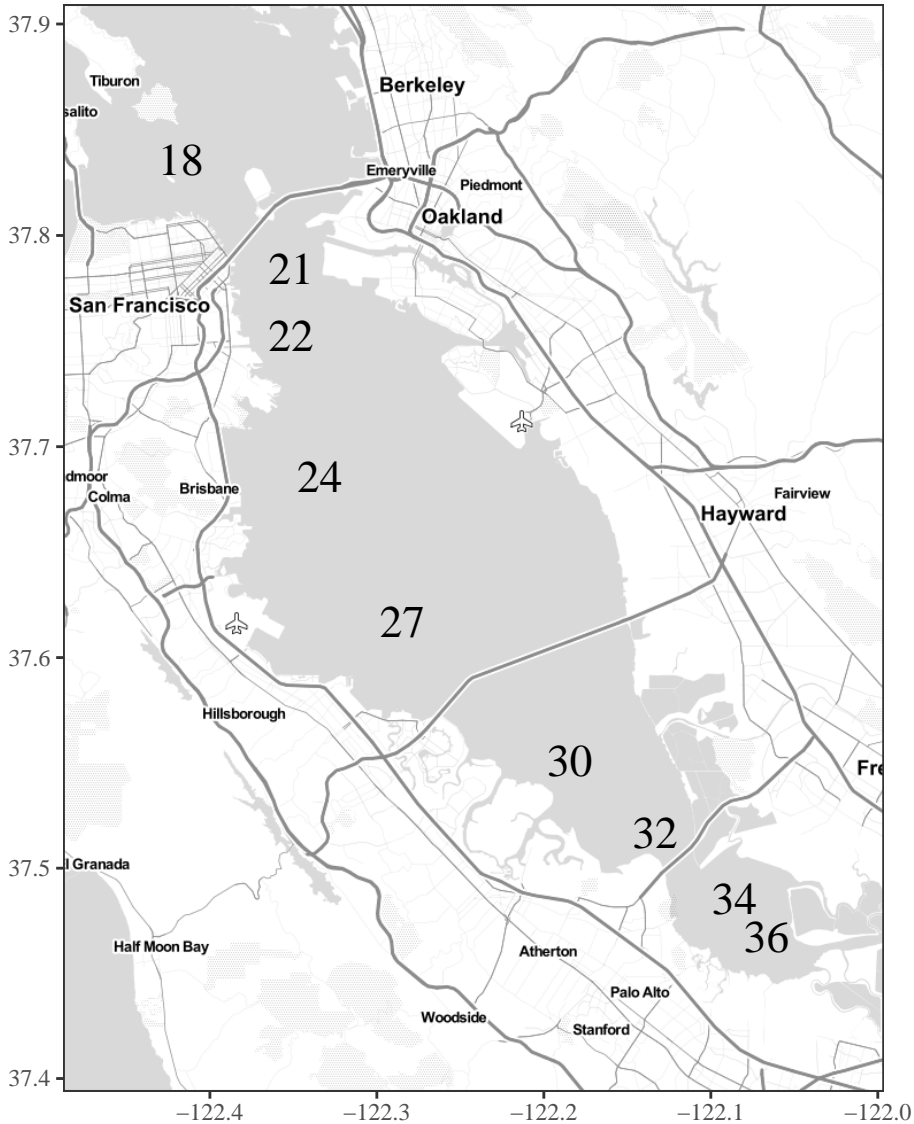 37.9
Tiburon
Berkeley
salito
18
Emeryville
Piedmont
Oakland
37.8
21
San Francisco
22
37.7
24
dmoor
Colma
Brisbane
Fairview
Hayward
27
37.6
Hillsborough
30
Fre
32
37.5
l Granada
34
36
Half Moon Bay
Atherton
Palo Alto
Woodside
Stanford
37.4
−122.4 −122.3 −122.2 −122.1 −122.0